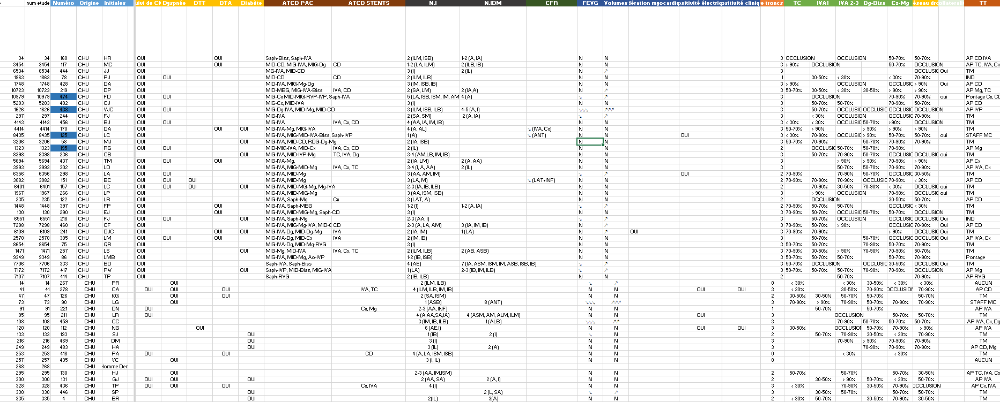 num etude Numéro Origine Initiales uivi de CF Dyspnée DTT DTA Diabète ATCD PAC ATCD STENTS N.I N.IDM CFR FEVG Volumes TC IVA1 IVA 2-3 Dg-Biss Cx-Mg TT
34 34 160 CHU HR OUI OUI Saph-Biss, Saph-IVA 2 (ILM, ISB) 1-2 (A, IA) N N 3 OCCLUSION OCCLUSION 50-70% 50-70% AP CD IVA
3454 3454 117 CHU MC OUI OUI MID-CD, MIG-IVA, MIG-Dg CD 1-2 (LA, ILM) 2 (ILB, IB) N N 3 > 90% OCCLUSION 50-70% OCCLUSION AP TC, IVA, Cx
6534 6534 444 CHU JJ OUI MG-IVA, MID-CD 3 (I) 2 (IL) N 3 OCCLUSIO Oui TM
1863 1863 78 CHU PJ OUI OUI MID-CD CD 2 (ILM, ILB) N N 1 30-50% < 30% < 30% 70-90% IND
1748 1748 428 CHU DA OUI MID-IVA, MIG-Mg-Dg 3 (IM, ISB, IB) N N 3 > 90% OCCLUSION OCCLUSIC > 90% Oui AP CD
10723 10723 219 CHU DP OUI MID-MBG, MIG-IVA-Biss IVA, CD 2 (SA, LM) 2 (IA,A) N 3 50-70% 30-50% < 30% 30-50% > 90% > 90% AP Mg, TC
10979 10979 474 CHU FD OUI OUI MIG-Cx MID-MIG-RVP-IVP, Saph-IVA 5 (LA, ISB, ISM, IM, AM 4 (A) 3 OCCLUSION 70-90% 70-90% oui Pontage Cx, CD
5203 5203 402 CHU CJ OUI MIG-Cx, MID-IVA 3 (I) N N 3 50-70% 50-70% 70-90% 70-90% AP CD
1626 1626 438 CHU VJC OUI OUI MIG-Dg-IVA, MID-Mg, MID-CD 3 (ILM, ISB, ILB) 4-5 (A, I) 3 50-70% OCCLUSIC OCCLUSIC OCCLUSIC OCCLUSION AP IVP
297 297 244 CHU FJ OUI MIG-IVA 2 (SA, SM) 2 (A, IA) 3 < 30% OCCLUSION OCCLUSIC 70-90% TM
4143 4143 456 CHU BJ OUI OUI MIG-IVA IVA, Cx, CD 4 (AA, IA, IM, IB) N N 3 < 30% < 30% 50-70% > 90% OCCLUSION TM
4414 4414 170 CHU DA OUI OUI MIG-IVA-Mg, MIG-IVA 4 (A, AL) (IVA, Cx) N N 3 50-70% > 90% > 90% > 90% > 90% TM
8435 8435 125 CHU LC OUI MIG-IVA, MIG-MID-IVA-Biss, Saph-IVP 1 (A) (ANT) N N OUI 3 < 30% 70-90% OCCLUSIC > 90% 50-70% 50-70% oui STAFF MC
3206 3206 58 CHU MJ OUI MIG-IVA, MID-CD, RDG-Dg-Mg 2 (IA, ISB) N N 3 50-70% 70-90% 50-70% 70-90% 70-90% TM
1323 1323 195 CHU RG OUI OUI MID-MIG-IVA, MID-Cx IVA, Cx, CD 2 (IL) N N 2 OCCLUSIC 50-70% 50-70% 70-90% AP Mg
8398 8398 236 CHU CB OUI MIG-IVA, MID-IVP-Mg TC, IVA, Dg 3-4 (AM,LB, IM, IB) N N 3 50-70% 70-90% 50-70% OCCLUSIC OCCLUSIO oui TM
5694 5694 437 CHU TM OUI OUI OUI MIG-IVA-Mg, 2 (IA, LM) 2 (A, AA) N N 3 > 90% > 90% 70-90% > 90% AP Cx
3993 3993 302 CHU LD OUI MIG-IVA, MIG-MID-Mg IVA, Cx, TC 3-4 (I, A, AA) 2 (IL) N N 3 50-70% 70-90% 70-90% OCCLUSION AP IVA, Cx
6356 6356 298 CHU LA OUI OUI MIG-IVA, MID-Mg 3 (AA, AM, IM) OUI 2 70-90% 70-90% 50-70% OCCLUSIC 30-50% TM
3082 3082 151 CHU BC OUI OUI OUI MIG-IVA, MID-Mg 3 (LA, M) (LAT+INF) N N 2 70-90% 70-90% 70-90% OCCLUSIC 70-90% < 30% AP CD
6401 6401 157 CHU LC OUI OUI OUI OUI MIG-IVA, MID-MG-Mg, Mg-IVA 2-3 (IA, IB, ILB) N N 2 70-90% 30-50% 70-90% < 30% OCCLUSIO oui TM
1967 1967 266 CHU LP OUI MIG-IVA, MID-MIG-Mg 3 (AA, ISM, ISB) N N 3 > 90% OCCLUSION 70-90% OCCLUSIO oui TM
235 235 122 CHU LR OUI MIG-IVA, Saph-Mg Cx 3 (LAT, A) N N 2 OCCLUSION 30-50% 50-70% AP CD
1448 1448 397 CHU FP OUI OUI MIG-IVA, Saph-MBG 1-2 (I) 1-2 (A, IA) 2 70-90% 50-70% 50-70% OCCLUSIC < 30% TM
130 130 290 CHU EJ OUI OUI MIG-IVA, MID-Mg, Saph-CD 3 (I) N N 3 70-90% 50-70% OCCLUSIC 50-70% 50-70% OCCLUSION TM
6551 6551 218 CHU FJ OUI OUI OUI MIG-IVA, Saph-Mg 2-3 (AA, I) 3 50-70% OCCLUSION OCCLUSIC OCCLUSIO Oui IND
7298 7298 460 CHU CF OUI MIG-IVA, MIG-Mg-IVA, MID-C CD 2-3 (A, LA, AM) 3 (IA, IM, IB) N 3 70-90% 50-70% > 90% OCCLUSIC OCCLUSIO Oui AP CD
6109 6109 241 CHU DJC OUI OUI OUI MIG-IVA-Dg, MID-Dg-Mg IVA 2 (IA, IM) 1 (LA) N OUI 3 70-90% 70-90% > 90% OCCLUSIO Oui TM
2570 2570 305 CHU LM OUI OUI OUI MIG-IVA-Dg, MID-Cx IVA 2 (IM, IB) N N 3 50-70% 50-70% OCCLUSIC OCCLUSIO Oui AP IVA, Cx
8654 8654 75 CHU QR OUI MIG-IVA-Dg, MID-Mg-RVG 3 (I) N N 3 50-70% 50-70% 50-70% OCCLUSIC 70-90% TM
1471 1471 257 CHU LS OUI OUI MIG-Mg, MID-IVA IVA, Cx, TC 2 (ILM, ILB) 2 (AB, ASB) N N 3 70-90% 30-50% > 90% 70-90% 50-70% OCCLUSION TM
9349 9349 86 CHU LMB OUI MIG-IVA, MID-Mg, Ao-IVP 1-2 (IB, ISB) N N 3 70-90% 50-70% 70-90% 50-70% 70-90% 70-90% Pontage
7706 7706 333 CHU BD OUI Saph-IVA, Saph-Biss 4 (AE) 7 (IA, ASM, ISM, IM, ASB, ISB, IB) 3 50-70% OCCLUSION OCCLUSIC 30-50% OCCLUSIO Oui TM
7172 7172 417 CHU PW OUI OUI Saph-IVP, MID-Biss, MIG-IVA 1 (LA) 2-3 (IB, IM, ILB) 3 50-70% OCCLUSIC 50-70% 70-90% 70-90% OCCLUSION AP Mg
7107 7107 414 CHU TP OUI Saph-RVG 2 (IB, ILB) N N 2 50-70% 70-90% AP RVG
14 14 267 CHU PR OUI 2 (ILM, ILB) 0 < 30% < 30% 30-50% < 30% < 30% AUCUN
41 41 278 CHU CA OUI OUI OUI IVA, TC 4 (ILM, ILB, IM, IB) N N OUI OUI 3 < 30% 30-50% 70-90% OCCLUSION 70-90% AP CD
47 47 126 CHU KG OUI OUI 2 (SA, ISM) N N 2 30-50% 30-50% 50-70% 70-90% 50-70% TM
73 73 90 CHU LG OUI 1 (ASB) 8 (ANT) 3 70-90% > 90% 70-90% 50-70% 70-90% 70-90% STAFF MC
91 91 221 CHU DN OUI Cx, Mg 2-3 (AA, INF) N N 1 50-70% 50-70% AP IVA
95 95 211 CHU LR OUI 4 (A,AA,SA,IA) 4 (ASM, AM, ALM, ILM) N N OUI 3 OCCLUSION 50-70% 50-70% TM
108 108 459 CHU CC 3 (IM, IB, ILB) 1 (ALB) 3 70-90% 50-70% 50-70% 50-70% AP IVA, Cx, Dg
120 120 112 CHU NG OUI 6 (AE,I) N N OUI OUI 3 30-50% OCCLUSION 50-70% 70-90% > 90% AP IVA
133 133 193 CHU SJ OUI 1 (IB) 2 (I) N 2 50-70% 70-90% 30-50% < 30% 70-90% TM
216 216 469 CHU DM OUI 3 (I) N N 3 70-90% > 90% 70-90% 70-90% TM
249 249 483 CHU HA OUI 3 (IL) 2 (A) N N 3 70-90% 70-90% 70-90% AP CD, Mg
253 253 418 CHU PA OUI OUI CD 4 (A, LA, ISM, ISB) N N 0 < 30% < 30% TM
257 257 435 CHU VC OUI 3 (I, IL) N N 0 AUCUN
268 268 CHU Homme Der
295 295 130 CHU HJ OUI 2-3 (AA, IM,ISM) N N 2 50-70% 50-70% 50-70% 30-50% AP TC, IVA, Cx
300 300 131 CHU GJ OUI OUI OUI 2 (AA, SA) 2 (A, I) N N 2 30-50% > 90% 50-70% < 30% 50-70% AP IVA
328 328 436 CHU TP OUI OUI OUI Cx, IVA 4 (I) N N 3 < 30% 70-90% 30-50% 70-90% OCCLUSION AP Cx, IVA
330 330 446 CHU SP OUI 2 (L, SA) 3 30-50% 50-70% 50-70% 70-90% TM
335 335 4 CHU BR OUI 2(IL) 3(A) N N 2 < 30% 50-70% 70-90% 30-50% 30-50% TM